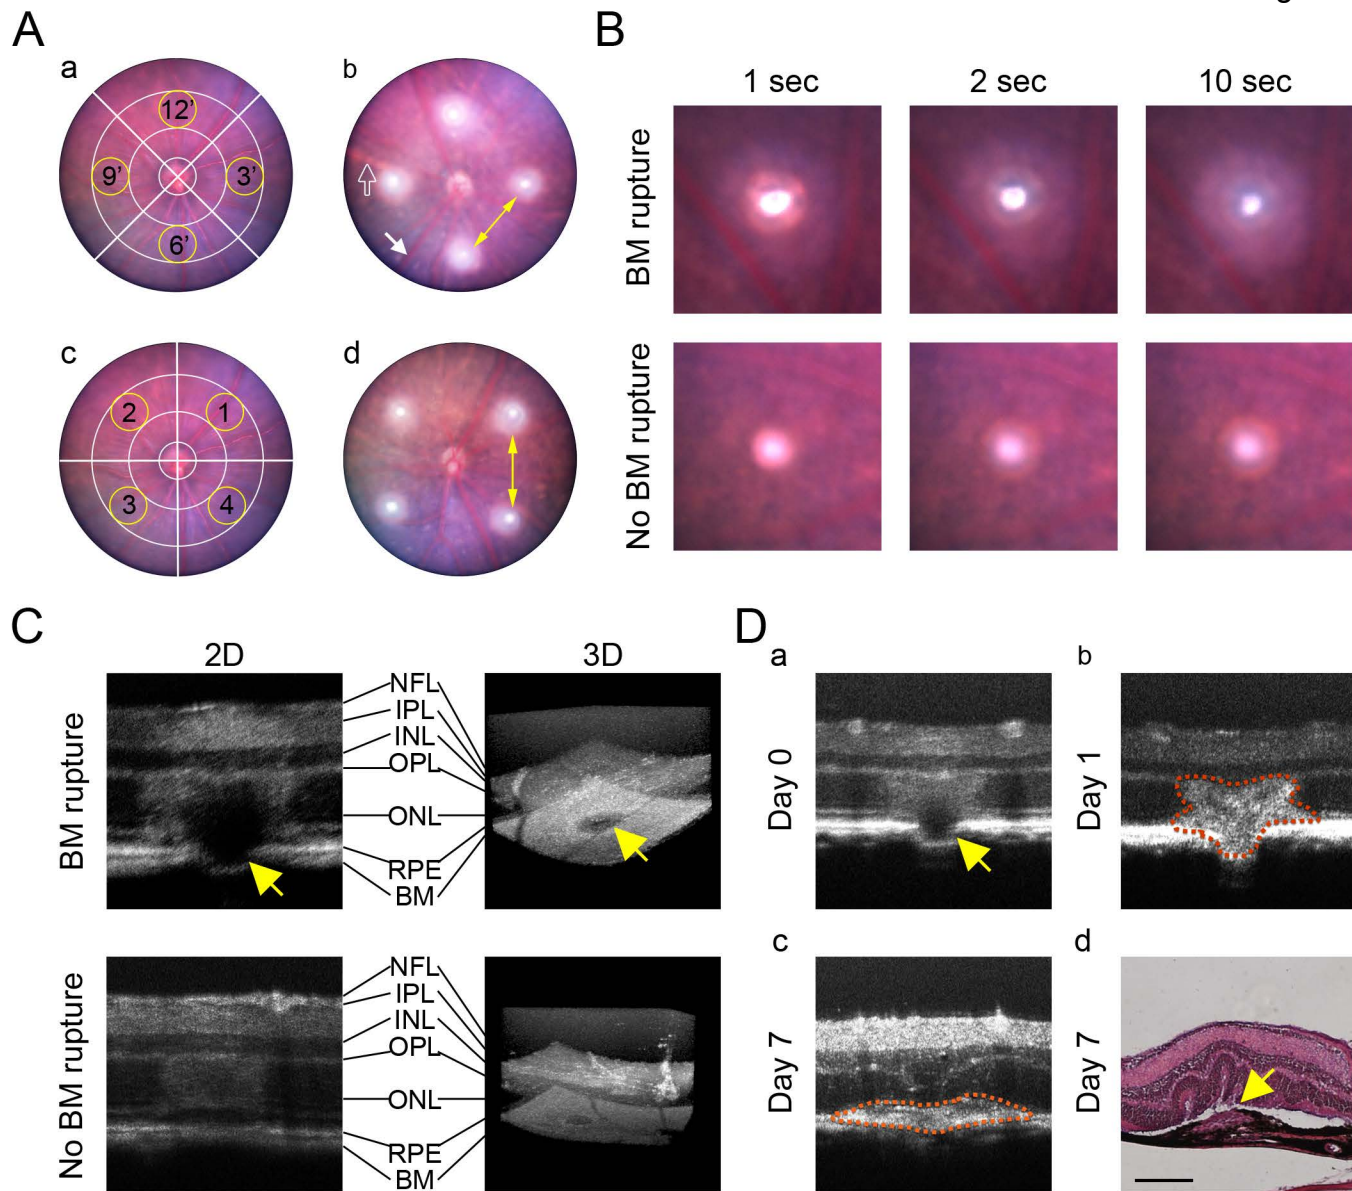 g
A
B
a
b
12'
9'
3'
6'
c
d
2
1
3
4
1 sec
2 sec
10 sec
BM rupture
No BM rupture
C
2D
3D
BM rupture
NFL
IPL
INL
OPL
ONL
RPE
BM
No BM rupture
NFL
IPL
INL
OPL
ONL
RPE
BM
D
a
b
Day 0
Day 1
c
d
Day 7
Day 7